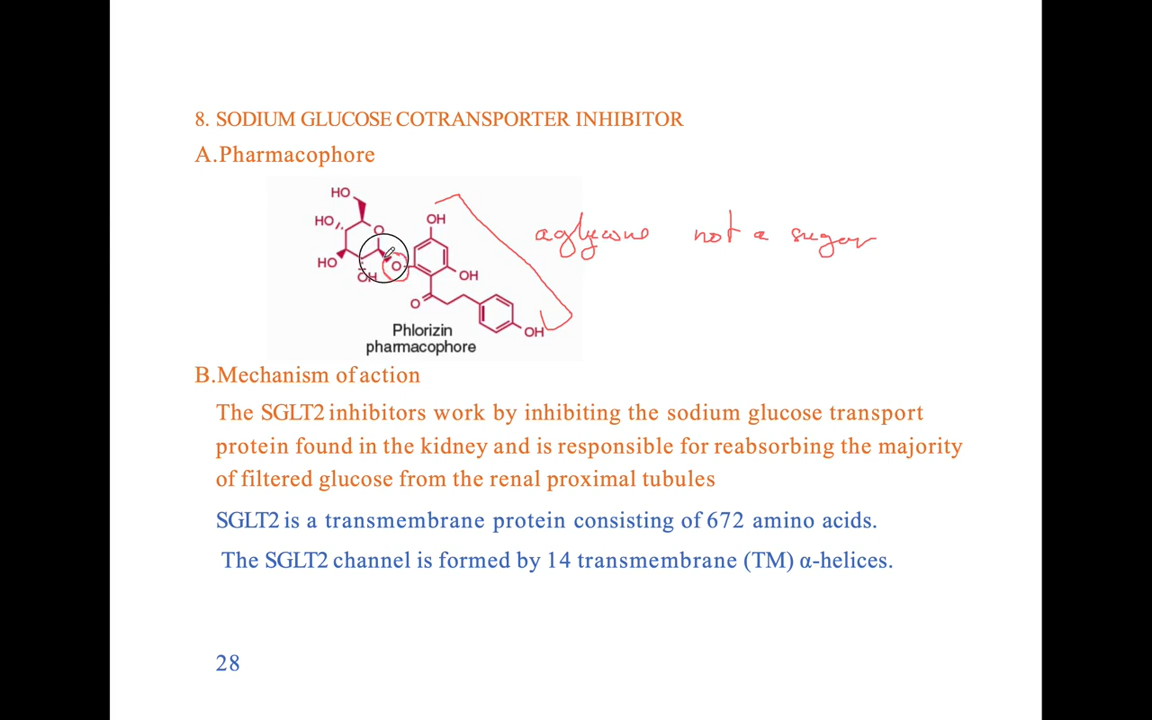 8. SODIUM GLUCOSE COTRANSPORTER INHIBITOR
A.Pharmacophore
HO
HO,,
O
OH
HO
O
OH
OH
O
OH
aglycone not a sugar
Phlorizin
pharmacophore
B.Mechanism of action
The SGLT2 inhibitors work by inhibiting the sodium glucose transport
protein found in the kidney and is responsible for reabsorbing the majority
of filtered glucose from the renal proximal tubules
SGLT2 is a transmembrane protein consisting of 672 amino acids.
The SGLT2 channel is formed by 14 transmembrane (TM) α-helices.
28